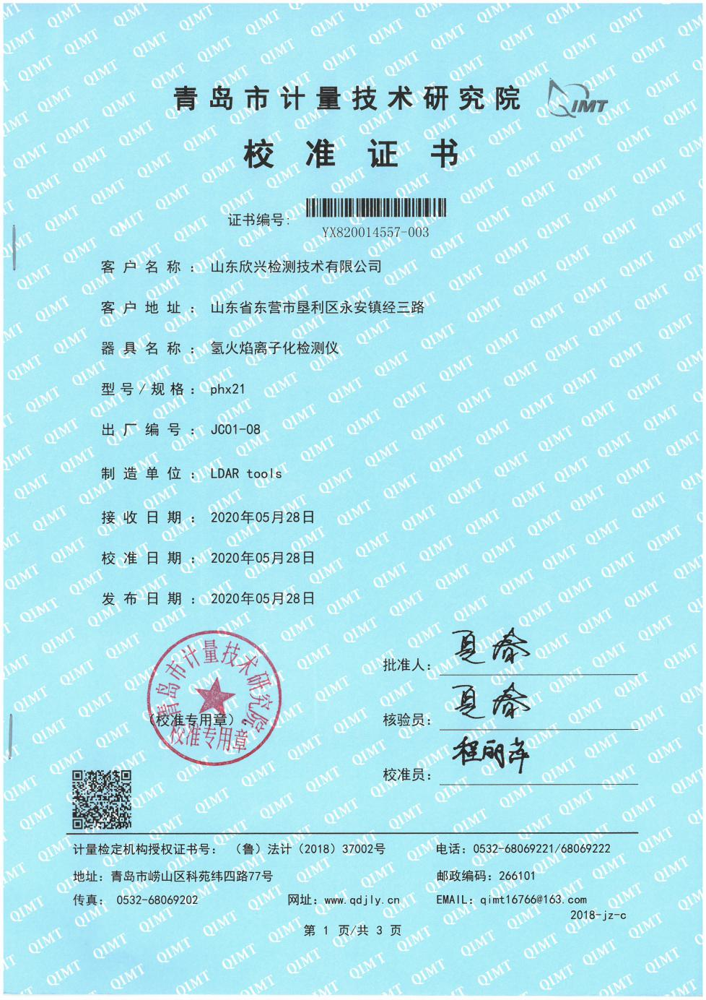 青岛市计量技术研究院
QIMT
校准证书
证书编号：
YX820014557-003
客户名称：山东欣兴检测技术有限公司
客户地址：山东省东营市垦利区永安镇经三路
器具名称：氢火焰离子化检测仪
型号/规格：phx21
出厂编号：JC01-08
制造单位：LDAR tools
接收日期：2020年05月28日
校准日期：2020年05月28日
发布日期：2020年05月28日
青岛市计量技术研究院
（校准专用章）
校准专用章
批准人：夏春
核验员：夏春
校准员：程丽萍
计量检定机构授权证书号：（鲁）法计（2018）37002号 电话：0532-68069221/68069222
地址：青岛市崂山区科苑纬四路77号 邮政编码：266101
传真： 0532-68069202 网址：www.qdjly.cn EMAIL：qimt16766@163.com
2018-jz-c
第 1 页/共 3 页